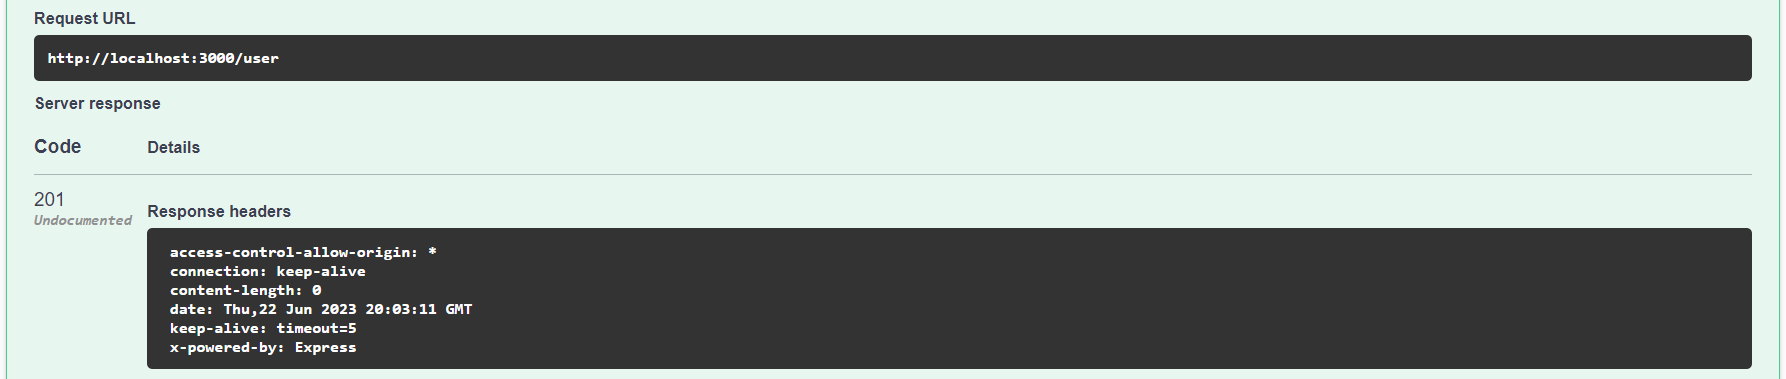 Request URL
http://localhost:3000/user
Server response
Code Details
201
Undocumented
Response headers
access-control-allow-origin: *
connection: keep-alive
content-length: 0
date: Thu,22 Jun 2023 20:03:11 GMT
keep-alive: timeout=5
x-powered-by: Express